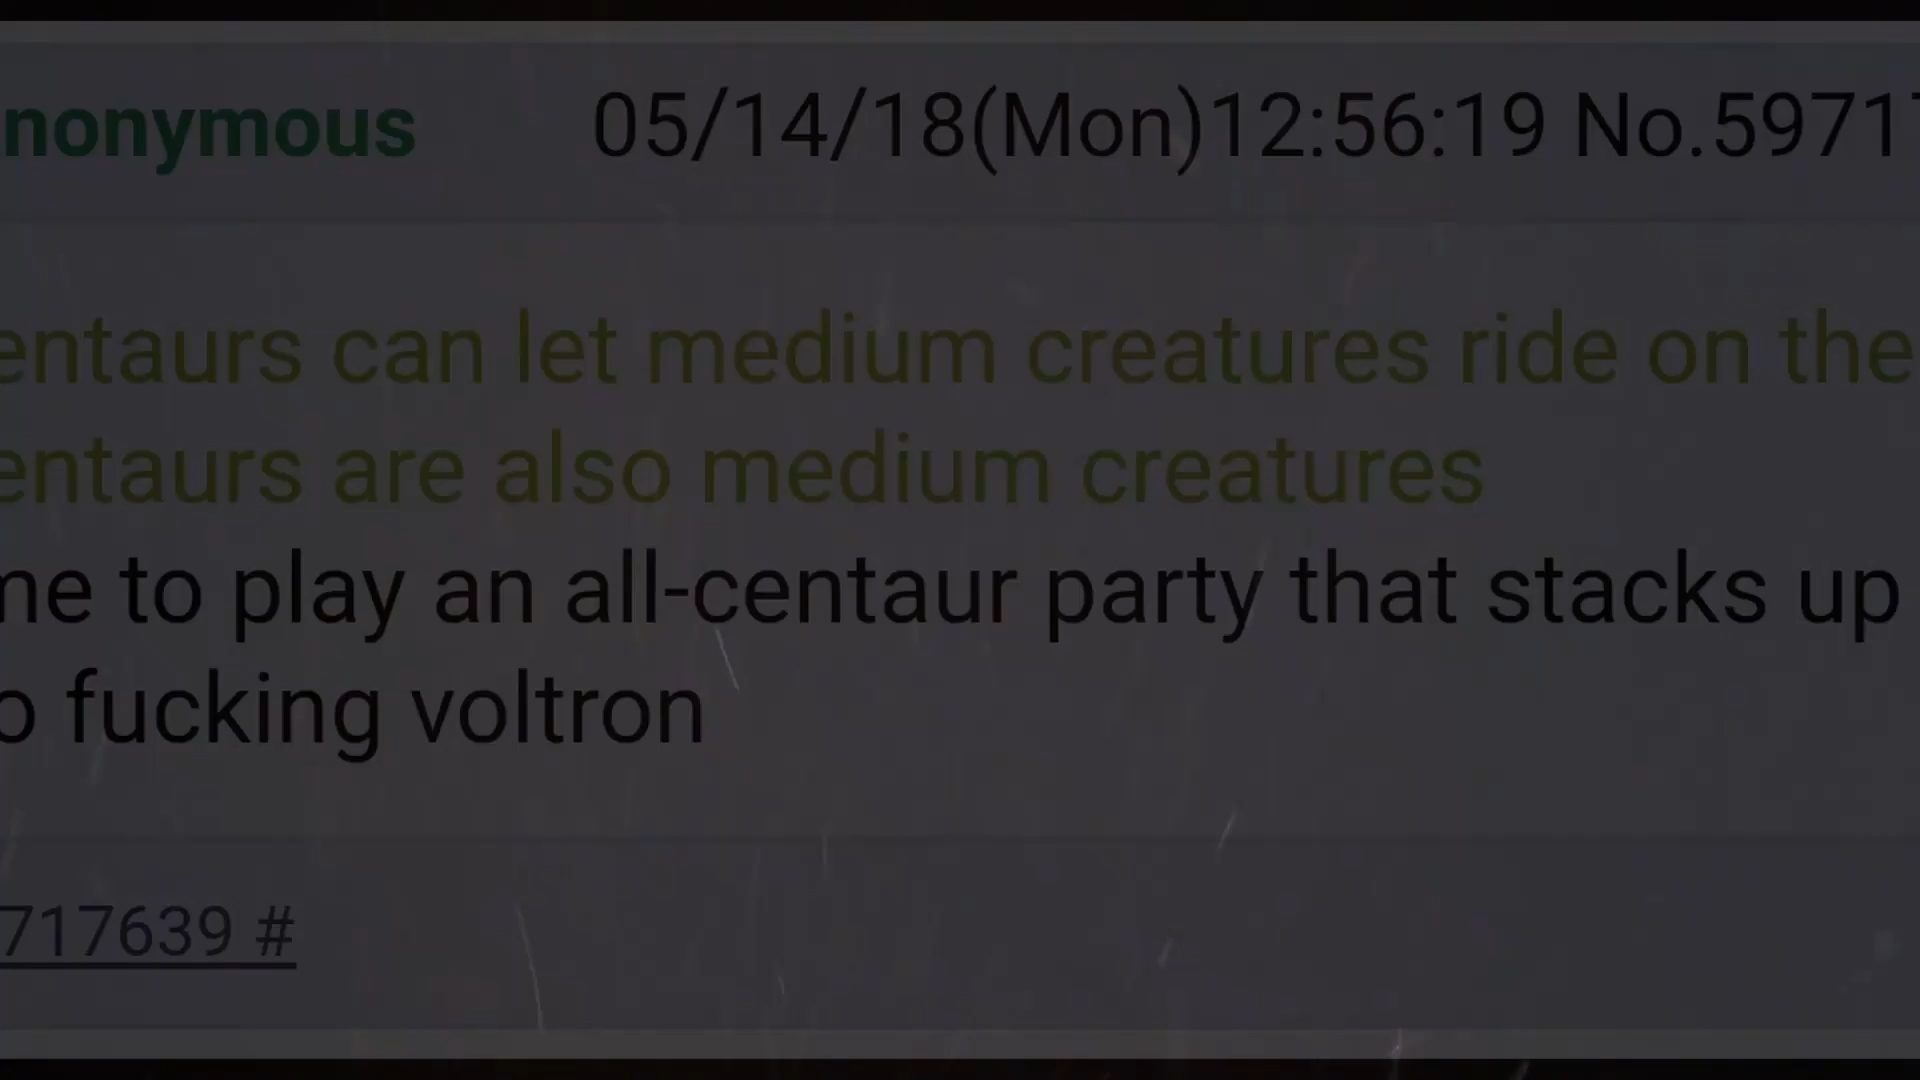 nonymous 05/14/18(Mon)12:56:19 No.5971
entaurs can let medium creatures ride on the
entaurs are also medium creatures
me to play an all-centaur party that stacks up
o fucking voltron
717639 #